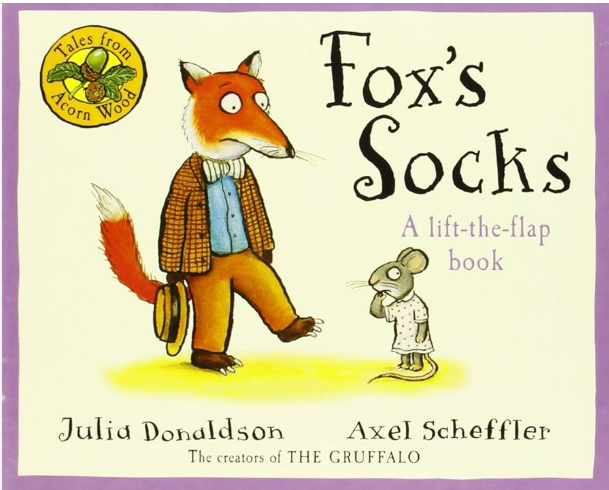 Tales from
Acorn Wood
Fox's
Socks
A lift-the-flap
book
Julia Donaldson
Axel Scheffler
The creators of THE GRUFFALO